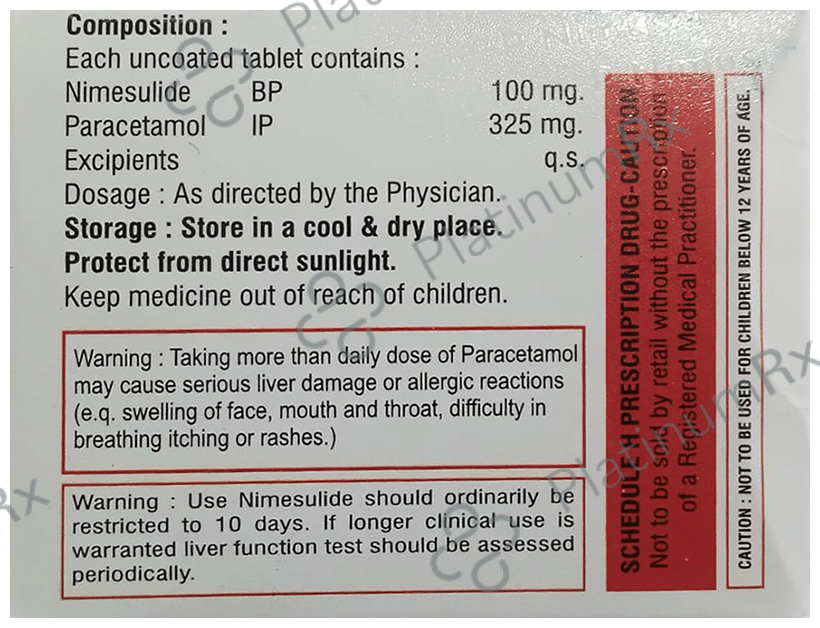 Composition :
Each uncoated tablet contains :
Nimesulide BP 100 mg.
Paracetamol IP 325 mg.
Excipients q.s.
Dosage : As directed by the Physician.
Storage : Store in a cool & dry place.
Protect from direct sunlight.
Keep medicine out of reach of children.
Warning : Taking more than daily dose of Paracetamol
may cause serious liver damage or allergic reactions
(e.q. swelling of face, mouth and throat, difficulty in
breathing itching or rashes.)
Warning : Use Nimesulide should ordinarily be
restricted to 10 days. If longer clinical use is
warranted liver function test should be assessed
periodically.
SCHEDULE H PRESCRIPTION DRUG-CAUTION
Not to be sold by retail without the prescription
of a Registered Medical Practitioner.
CAUTION : NOT TO BE USED FOR CHILDREN BELOW 12 YEARS OF AGE.
PlatinumRx
PlatinumRx
Rx